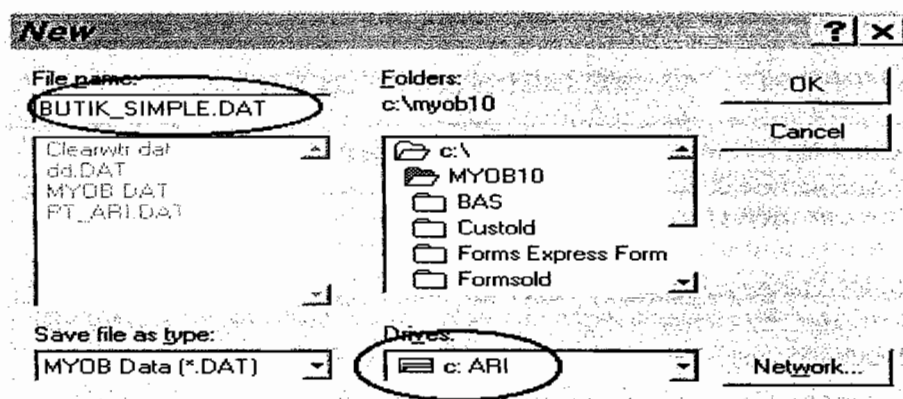 New
File name:
BUTIK_SIMPLE.DAT
Clearwtr.dat
dd.DAT
MYOB.DAT
PT_ARI.DAT
Save file as type:
MYOB Data (*.DAT)
Folders:
c:\myob10
c:\
MYOB10
BAS
Custold
Forms Express Form
Formsold
Drives:
c: ARI
OK
Cancel
Network...